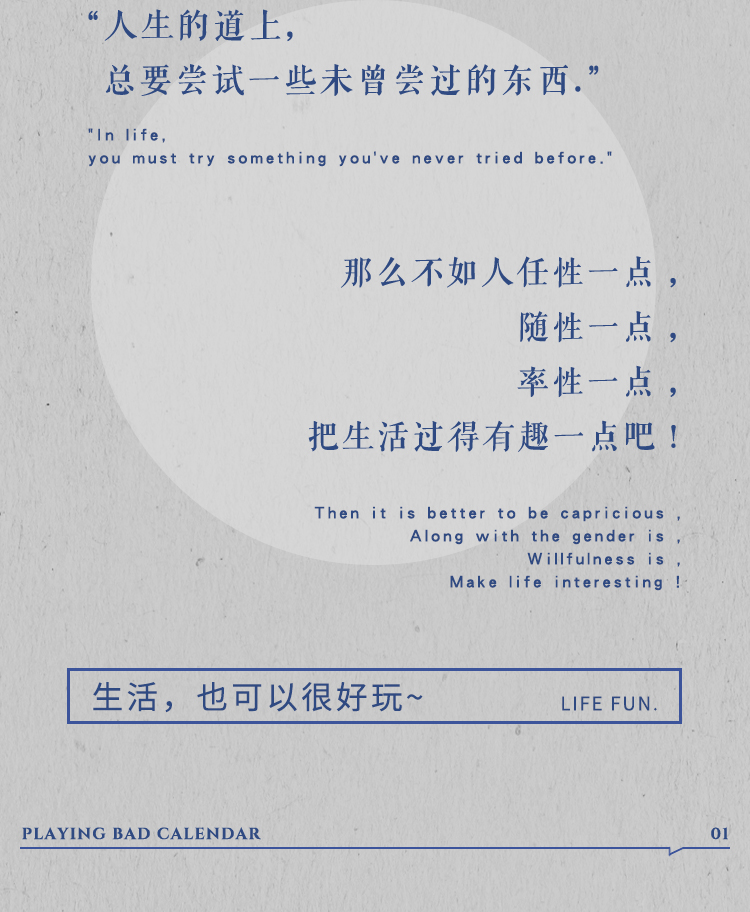 “人生的道上，
总要尝试一些未曾尝过的东西.”
"In life,
you must try something you've never tried before."
那么不如人任性一点，
随性一点，
率性一点，
把生活过得有趣一点吧！
Then it is better to be capricious ,
Along with the gender is ,
Willfulness is ,
Make life interesting !
生活，也可以很好玩~
LIFE FUN.
PLAYING BAD CALENDAR
01